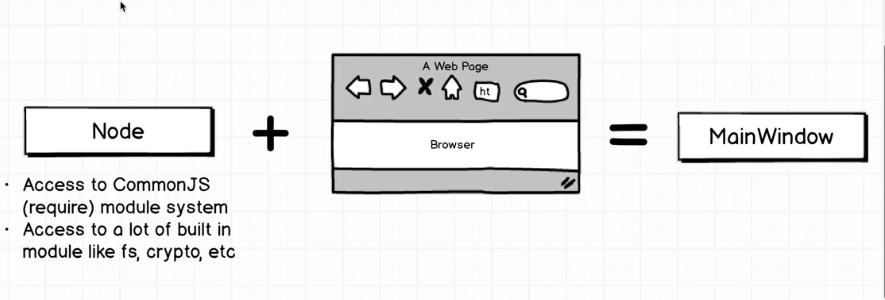 A Web Page
ht
Node
Browser
MainWindow
· Access to CommonJS
(require) module system
· Access to a lot of built in
module like fs, crypto, etc